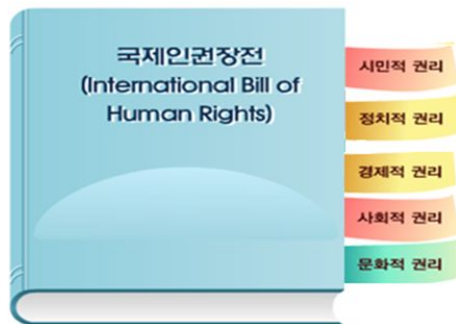 국제인권장전
(International Bill of
Human Rights)
시민적 권리
정치적 권리
경제적 권리
사회적 권리
문화적 권리